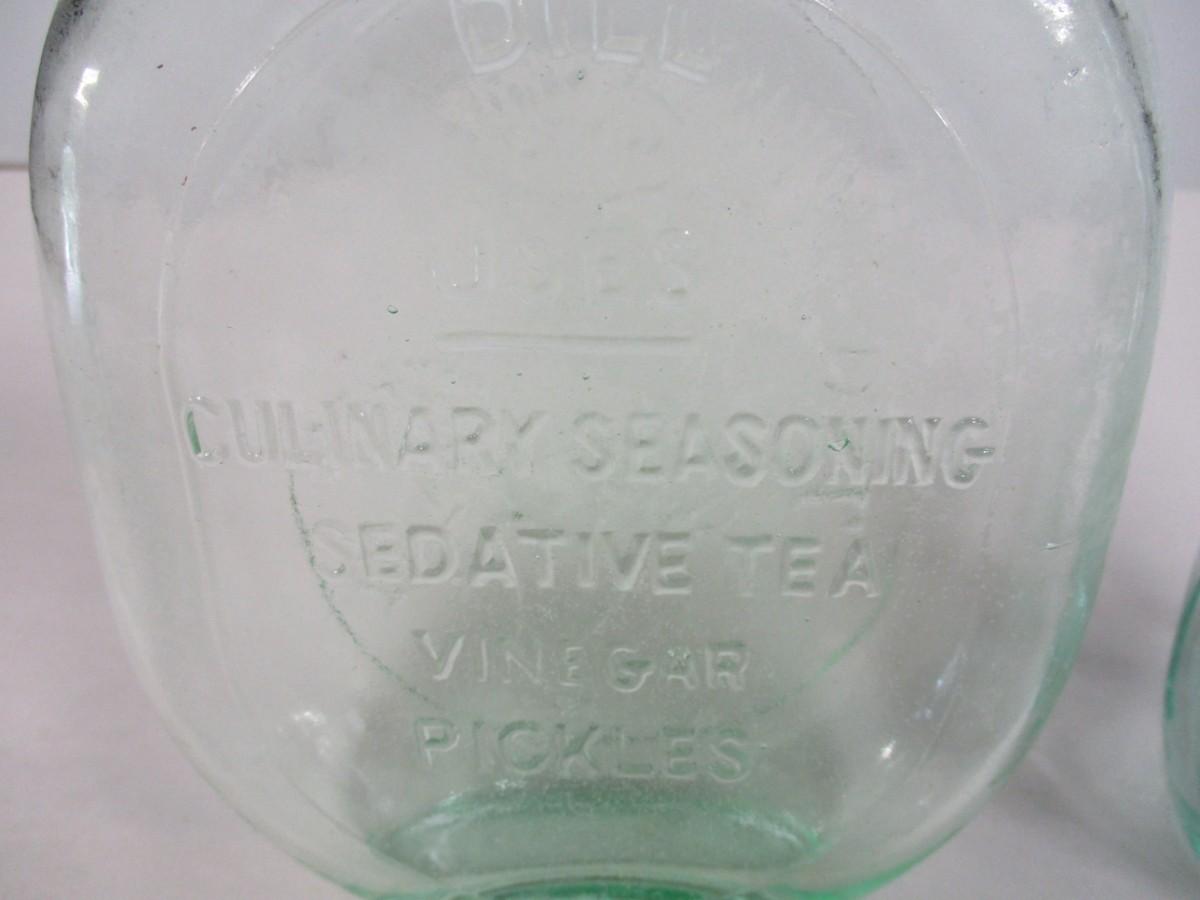 DILL
USES
CULINARY SEASONING
SEDATIVE TEA
VINEGAR
PICKLES